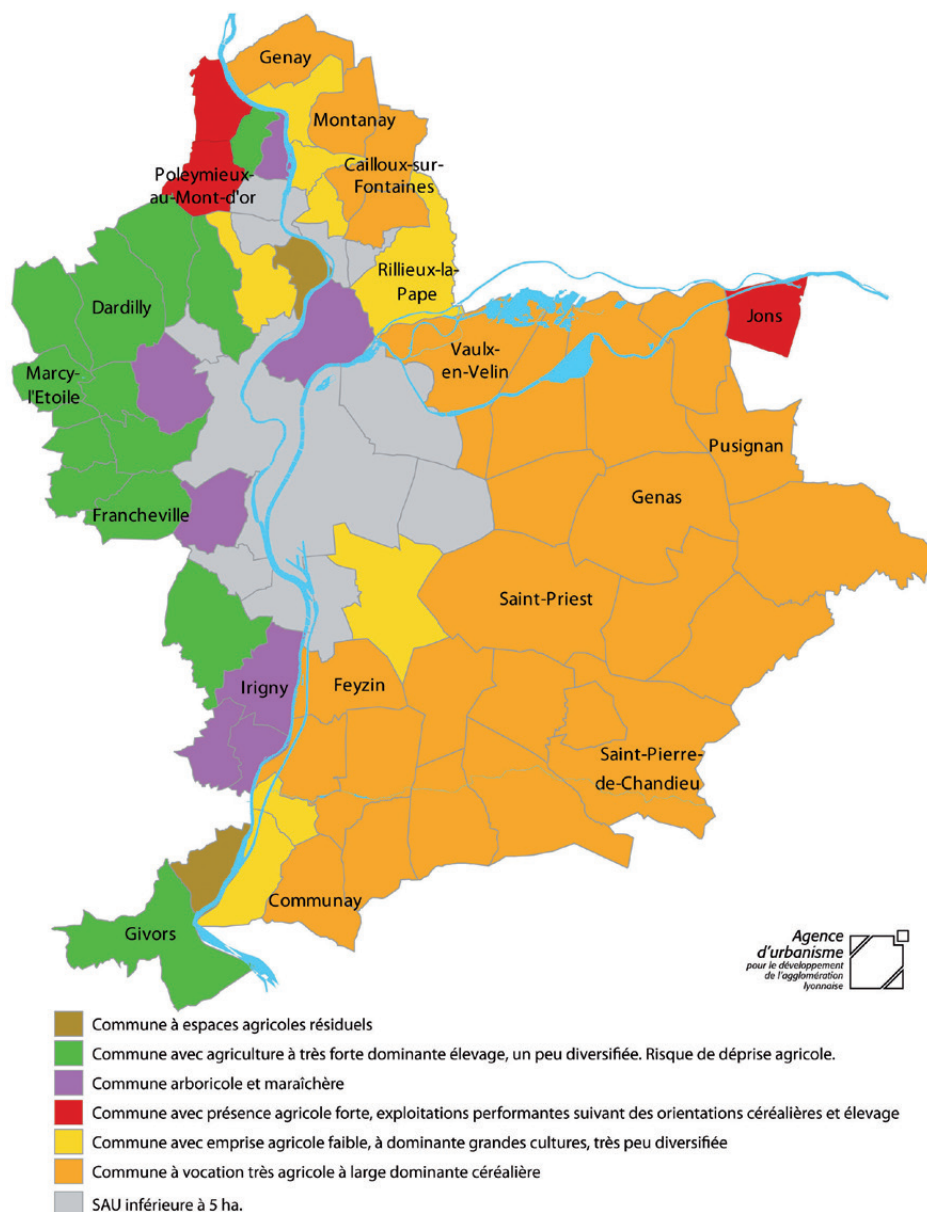 Genay
Montanay
Cailloux-sur-
Fontaines
Poleymieux-
au-Mont-d'or
Rillieux-la-
Pape
Jons
Dardilly
Vaulx-
en-Velin
Marcy-
l'Etoile
Pusignan
Genas
Francheville
Saint-Priest
Irigny
Feyzin
Saint-Pierre-
de-Chandieu
Communay
Givors
Agence
d'urbanisme
pour le développement
de l'agglomération
lyonnaise
Commune à espaces agricoles résiduels
Commune avec agriculture à très forte dominante élevage, un peu diversifiée. Risque de déprise agricole.
Commune arboricole et maraîchère
Commune avec présence agricole forte, exploitations performantes suivant des orientations céréalières et élevage
Commune avec emprise agricole faible, à dominante grandes cultures, très peu diversifiée
Commune à vocation très agricole à large dominante céréalière
SAU inférieure à 5 ha.